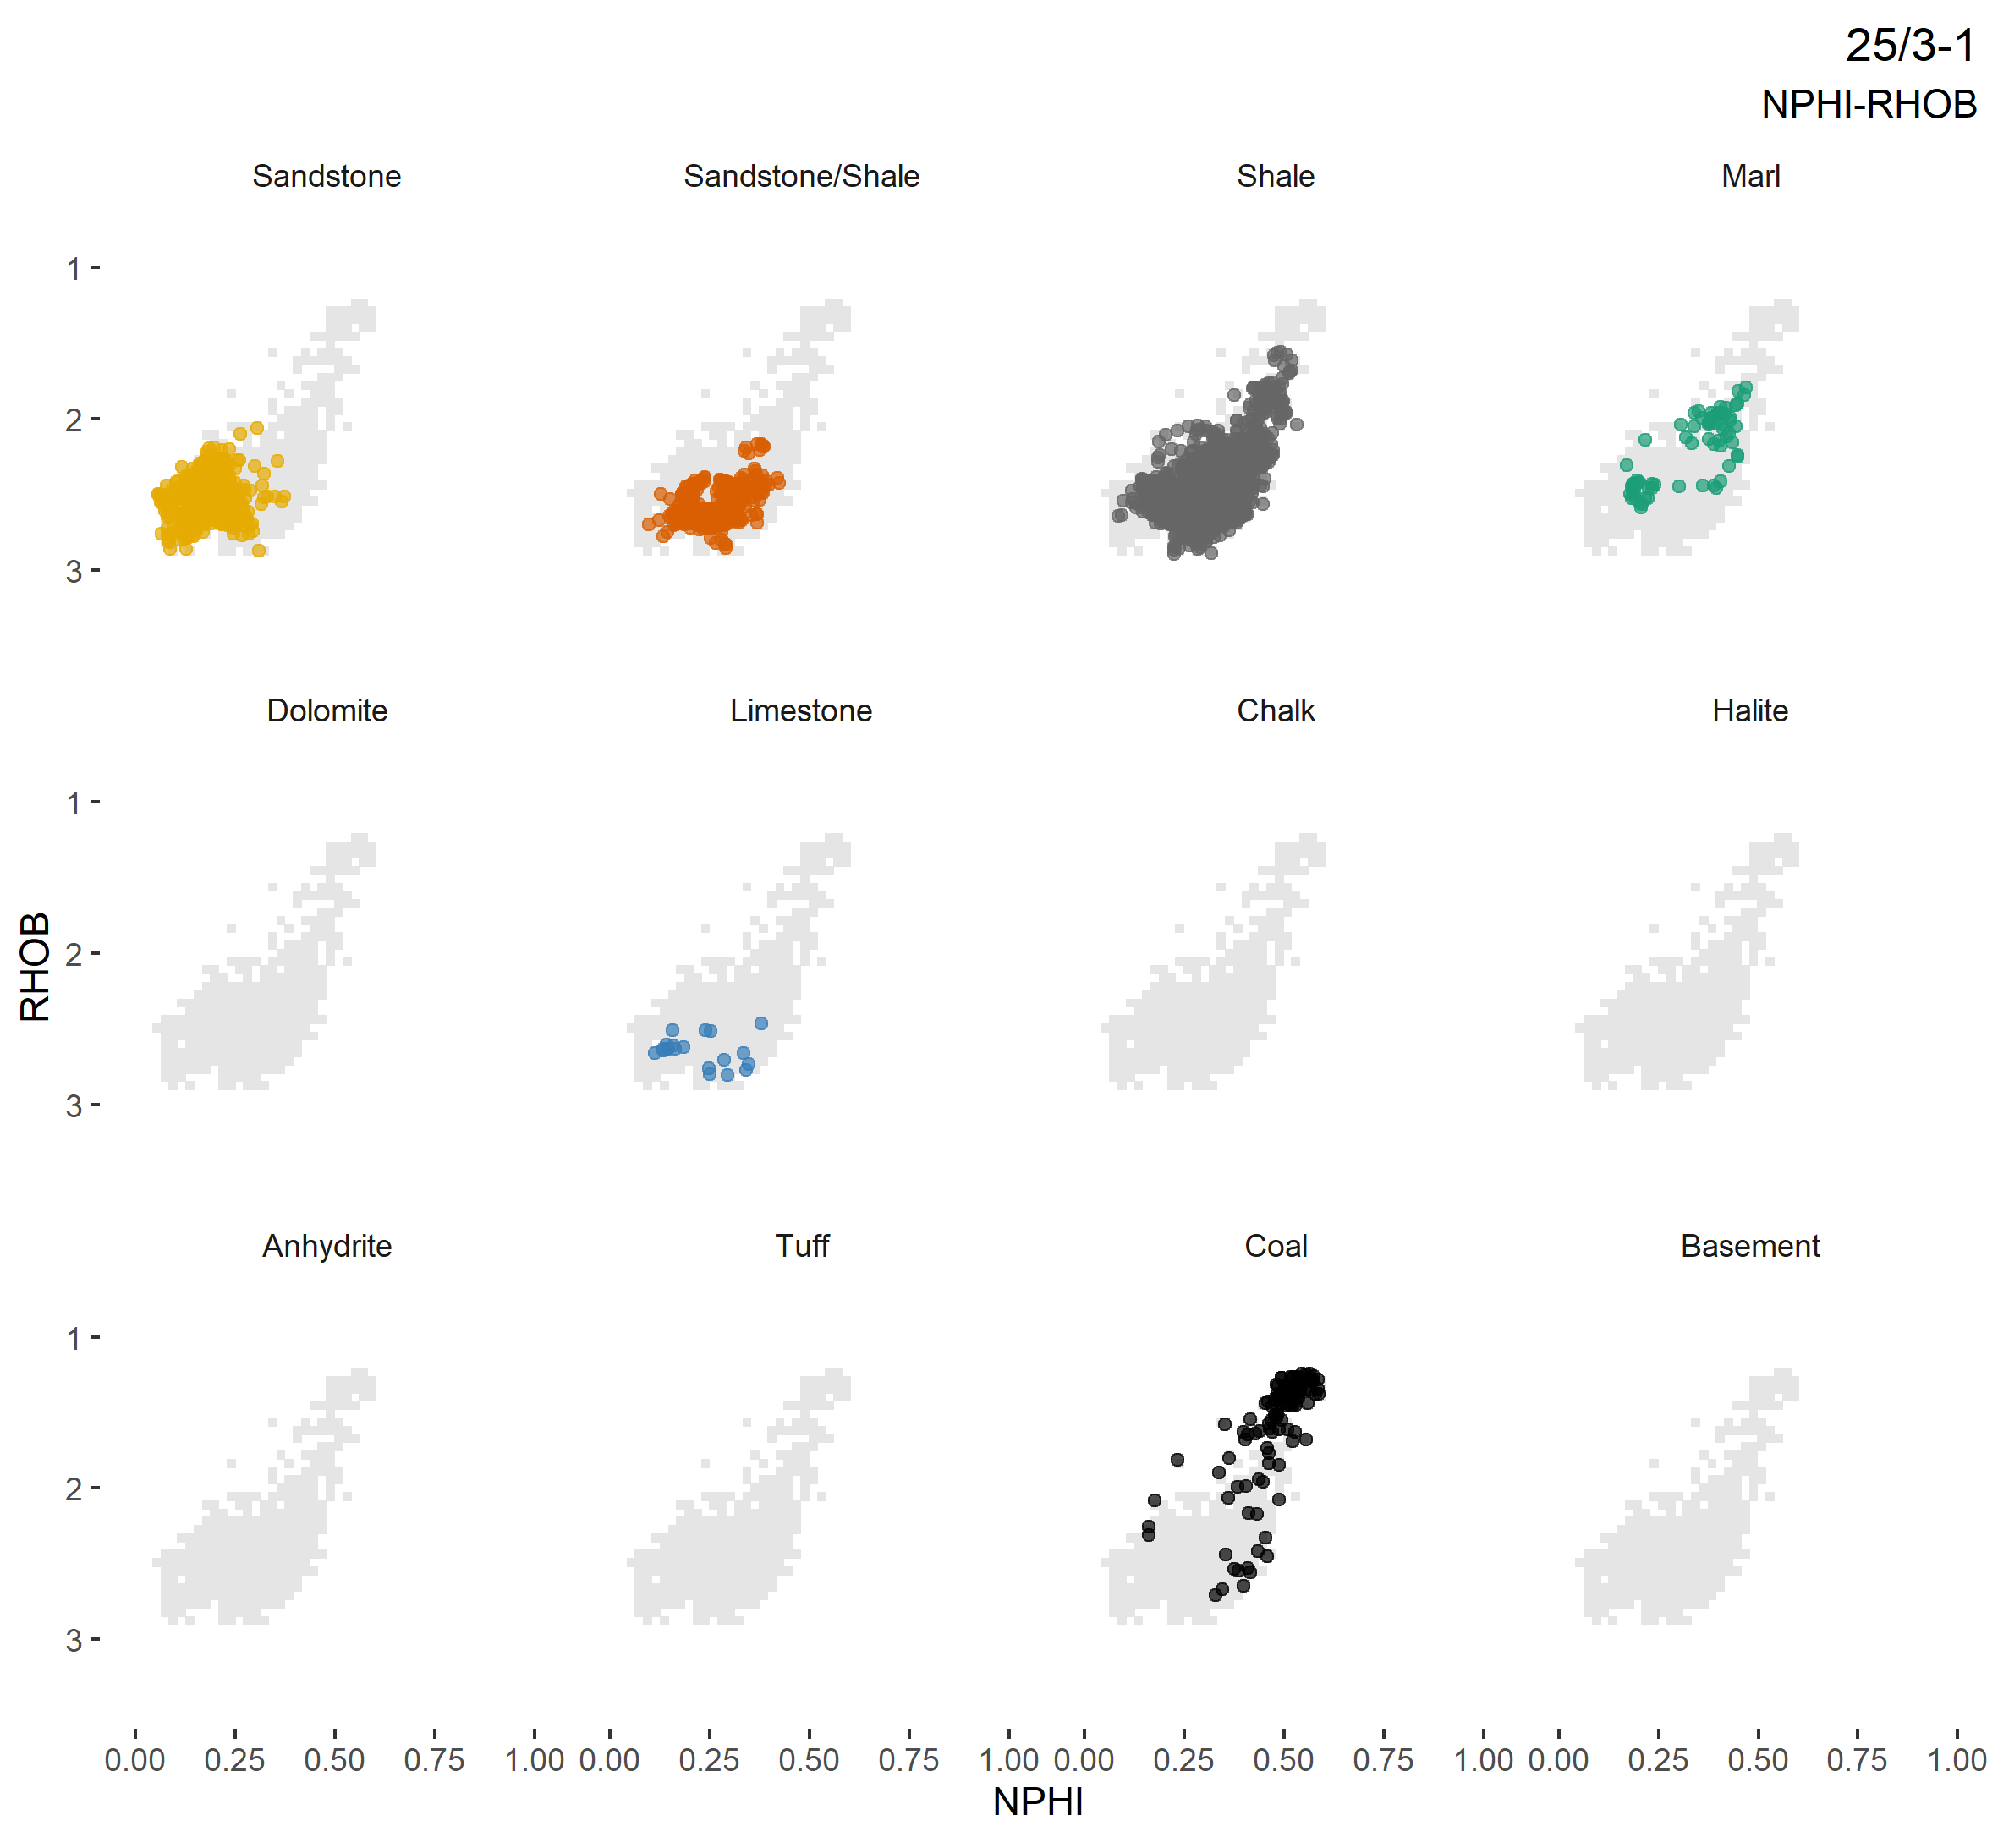 25/3-1
NPHI-RHOB
Sandstone Sandstone/Shale Shale Marl
1
2
3
Dolomite Limestone Chalk Halite
1
2
3
RHOB
Anhydrite Tuff Coal Basement
1
2
3
0.00 0.25 0.50 0.75 1.00 0.00 0.25 0.50 0.75 1.00 0.00 0.25 0.50 0.75 1.00 0.00 0.25 0.50 0.75 1.00
NPHI